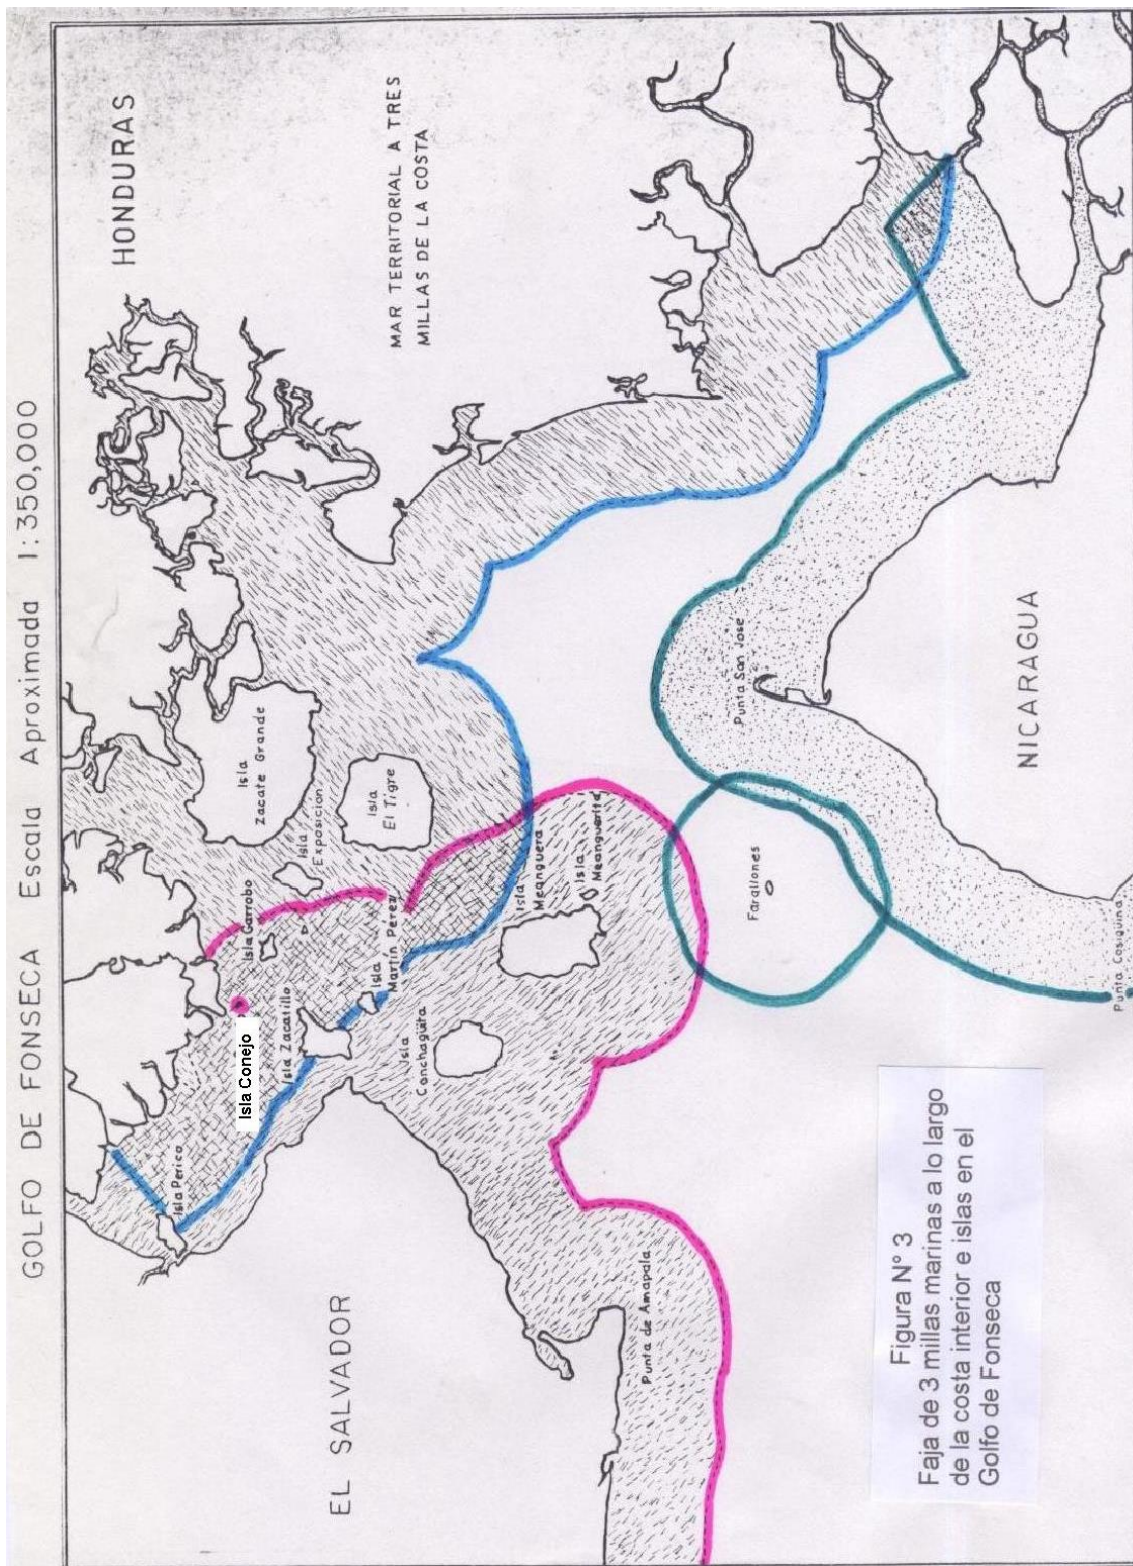 GOLFO DE FONSECA Escala Aproximada 1:350,000
HONDURAS
MAR TERRITORIAL A TRES
MILLAS DE LA COSTA
Isla
Zacate Grande
Isla
Exposicion
Isla
El Tigre
Isla Garrobo
Isla Conejo
Isla Perico
Isla Zacatillo
Isla
Martin Perez
Isla
Conchagüita
Isla
Meanguera
Isla
Meanguerita
Farallones
Punta San Jose
Punta Cosiguina
NICARAGUA
EL SALVADOR
Punta de Amapala
Figura N° 3
Faja de 3 millas marinas a lo largo
de la costa interior e islas en el
Golfo de Fonseca